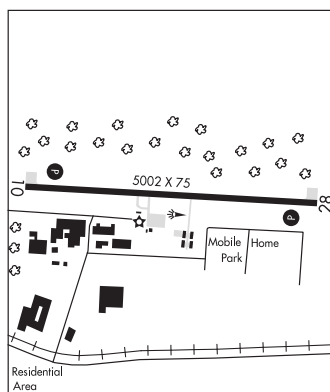 P
10
5002 X 75
28
P
Mobile Home
Park
Residential
Area